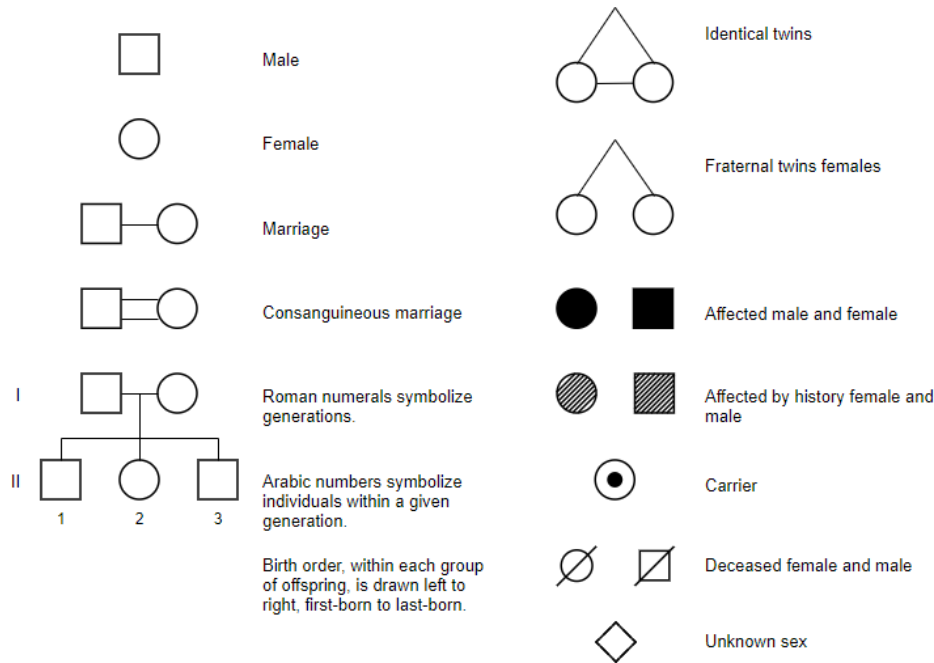 Male
Female
Marriage
Consanguineous marriage
I
Roman numerals symbolize
generations.
II
Arabic numbers symbolize
individuals within a given
generation.
1 2 3
Birth order, within each group
of offspring, is drawn left to
right, first-born to last-born.
Identical twins
Fraternal twins females
Affected male and female
Affected by history female and
male
Carrier
Deceased female and male
Unknown sex